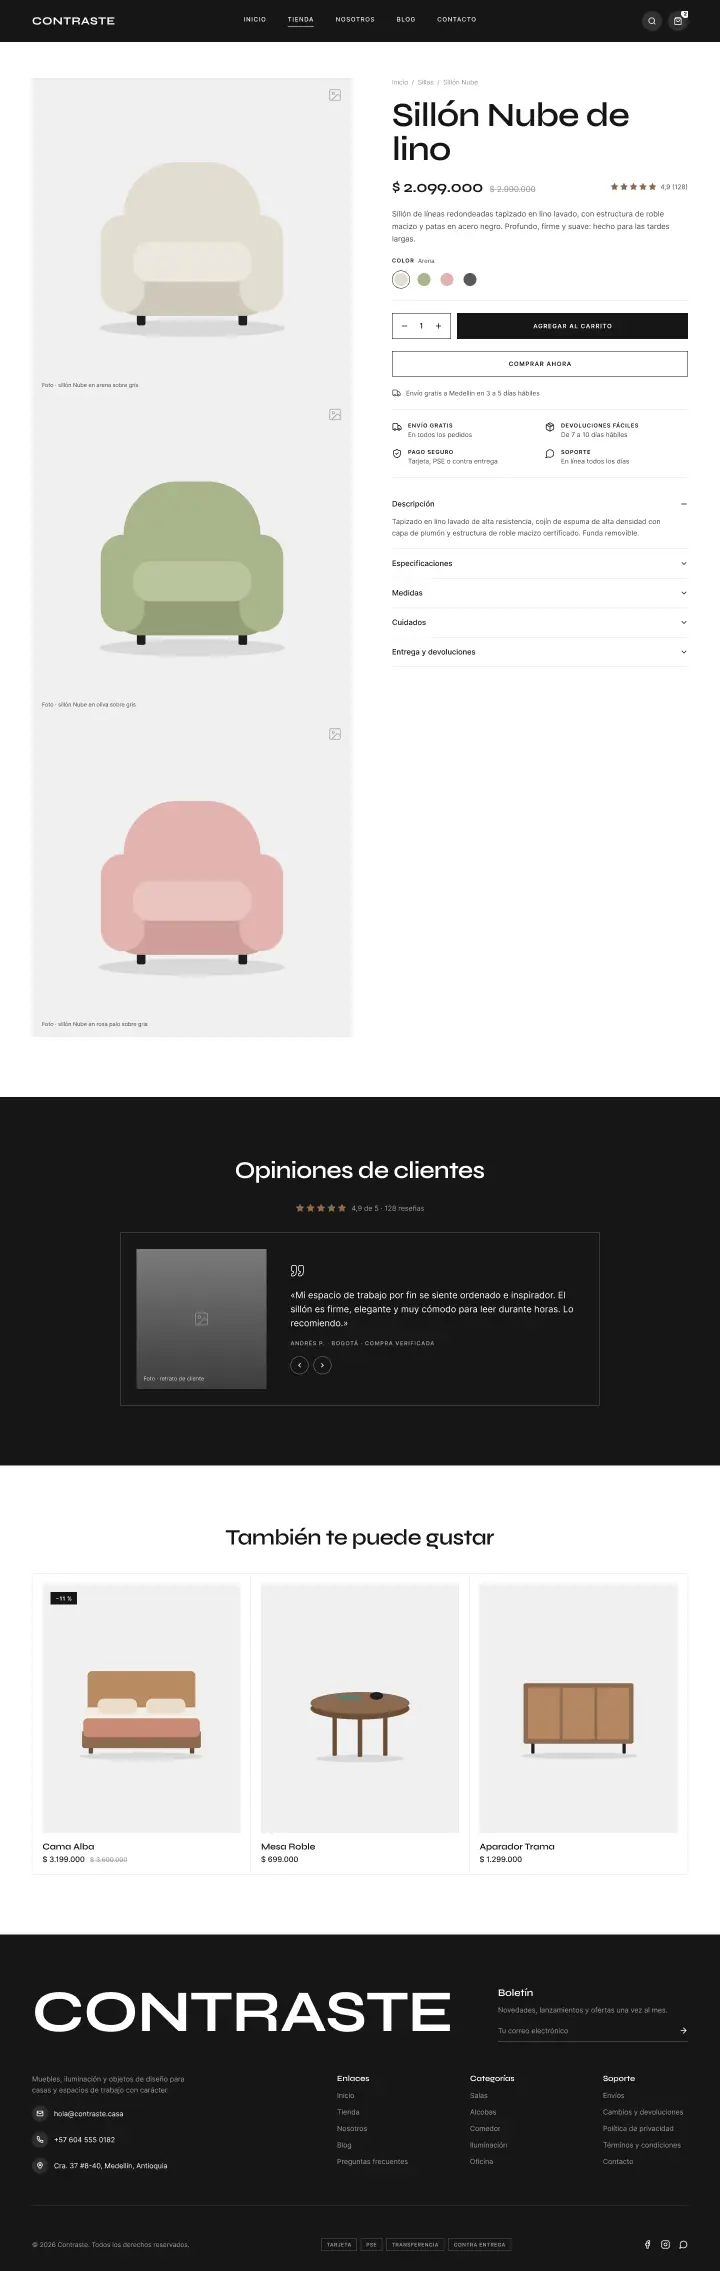 CONTRASTE
INICIO
TIENDA
NOSOTROS
BLOG
CONTACTO
Inicio / Sillas / Sillón Nube
Sillón Nube de
lino
$ 2.099.000 $ 2.990.000
4,9 (128)
Sillón de líneas redondeadas tapizado en lino lavado, con estructura de roble
macizo y patas en acero negro. Profundo, firme y suave: hecho para las tardes
largas.
COLOR Arena
− 1 +
AGREGAR AL CARRITO
COMPRAR AHORA
Envío gratis a Medellín en 3 a 5 días hábiles
ENVÍO GRATIS
En todos los pedidos
DEVOLUCIONES FÁCILES
De 7 a 10 días hábiles
PAGO SEGURO
Tarjeta, PSE o contra entrega
SOPORTE
En línea todos los días
Descripción
Tapizado en lino lavado de alta resistencia, cojín de espuma de alta densidad con
capa de plumón y estructura de roble macizo certificado. Funda removible.
Especificaciones
Medidas
Cuidados
Entrega y devoluciones
Foto · sillón Nube en arena sobre gris
Foto · sillón Nube en oliva sobre gris
Foto · sillón Nube en rosa palo sobre gris
Opiniones de clientes
4,9 de 5 · 128 reseñas
Foto · retrato de cliente
«Mi espacio de trabajo por fin se siente ordenado e inspirador. El
sillón es firme, elegante y muy cómodo para leer durante horas. Lo
recomiendo.»
ANDRÉS P. · BOGOTÁ · COMPRA VERIFICADA
También te puede gustar
−11 %
Cama Alba
$ 3.199.000 $ 3.600.000
Mesa Roble
$ 699.000
Aparador Trama
$ 1.299.000
CONTRASTE
Boletín
Novedades, lanzamientos y ofertas una vez al mes.
Tu correo electrónico
Muebles, iluminación y objetos de diseño para
casas y espacios de trabajo con carácter.
hola@contraste.casa
+57 604 555 0182
Cra. 37 #8-40, Medellín, Antioquia
Enlaces
Inicio
Tienda
Nosotros
Blog
Preguntas frecuentes
Categorías
Salas
Alcobas
Comedor
Iluminación
Oficina
Soporte
Envíos
Cambios y devoluciones
Política de privacidad
Términos y condiciones
Contacto
© 2026 Contraste. Todos los derechos reservados.
TARJETA
PSE
TRANSFERENCIA
CONTRA ENTREGA